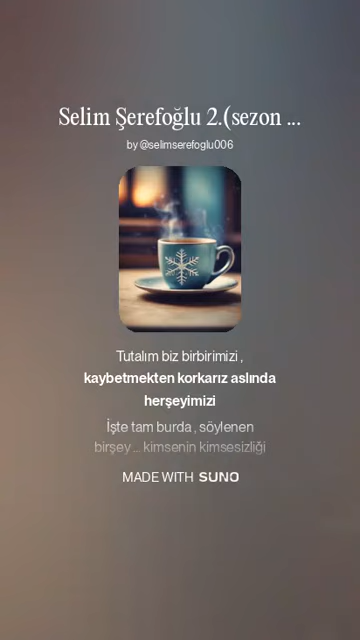 Selim Şerefoğlu 2.(sezon ...
by @selimserefoglu006
Tutalım biz birbirimizi ,
kaybetmekten korkarız aslında
herşeyimizi
İşte tam burda , söylenen
birşey ... kimsenin kimsesizliği
MADE WITH SUNO